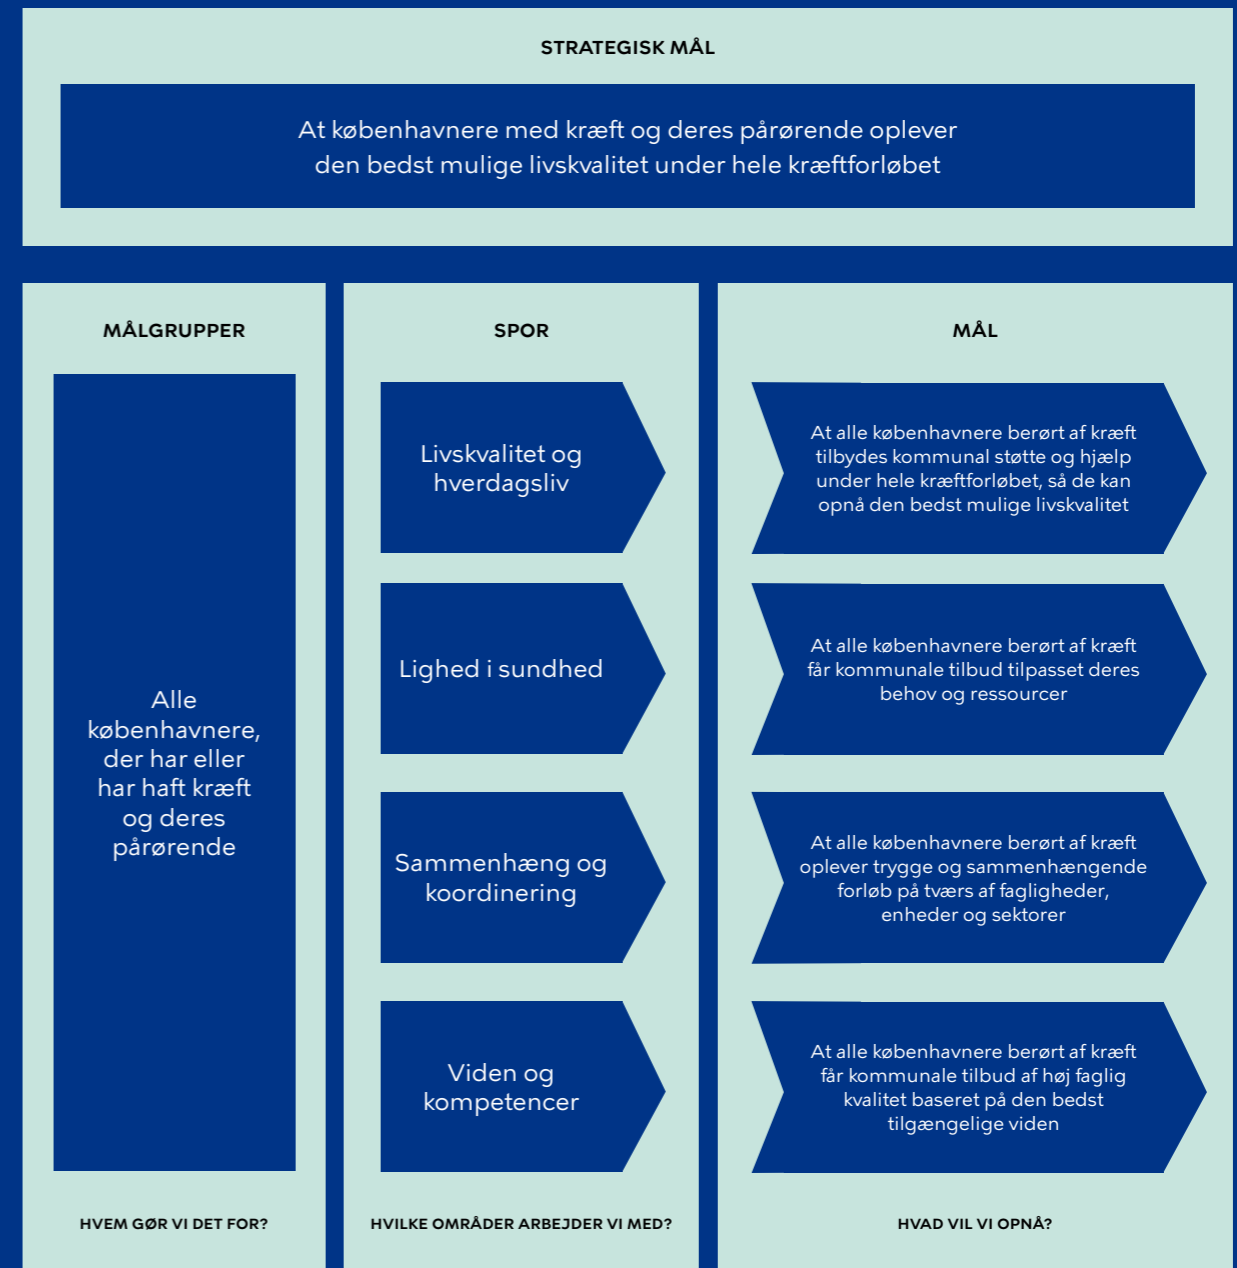 STRATEGISK MÅL
At københavnere med kræft og deres pårørende oplever
den bedst mulige livskvalitet under hele kræftforløbet
MÅLGRUPPER
Alle
københavnere,
der har eller
har haft kræft
og deres
pårørende
HVEM GØR VI DET FOR?
SPOR
Livskvalitet og
hverdagsliv
Lighed i sundhed
Sammenhæng og
koordinering
Viden og
kompetencer
HVILKE OMRÅDER ARBEJDER VI MED?
MÅL
At alle københavnere berørt af kræft
tilbydes kommunal støtte og hjælp
under hele kræftforløbet, så de kan
opnå den bedst mulige livskvalitet
At alle københavnere berørt af kræft
får kommunale tilbud tilpasset deres
behov og ressourcer
At alle københavnere berørt af kræft
oplever trygge og sammenhængende
forløb på tværs af fagligheder,
enheder og sektorer
At alle københavnere berørt af kræft
får kommunale tilbud af høj faglig
kvalitet baseret på den bedst
tilgængelige viden
HVAD VIL VI OPNÅ?